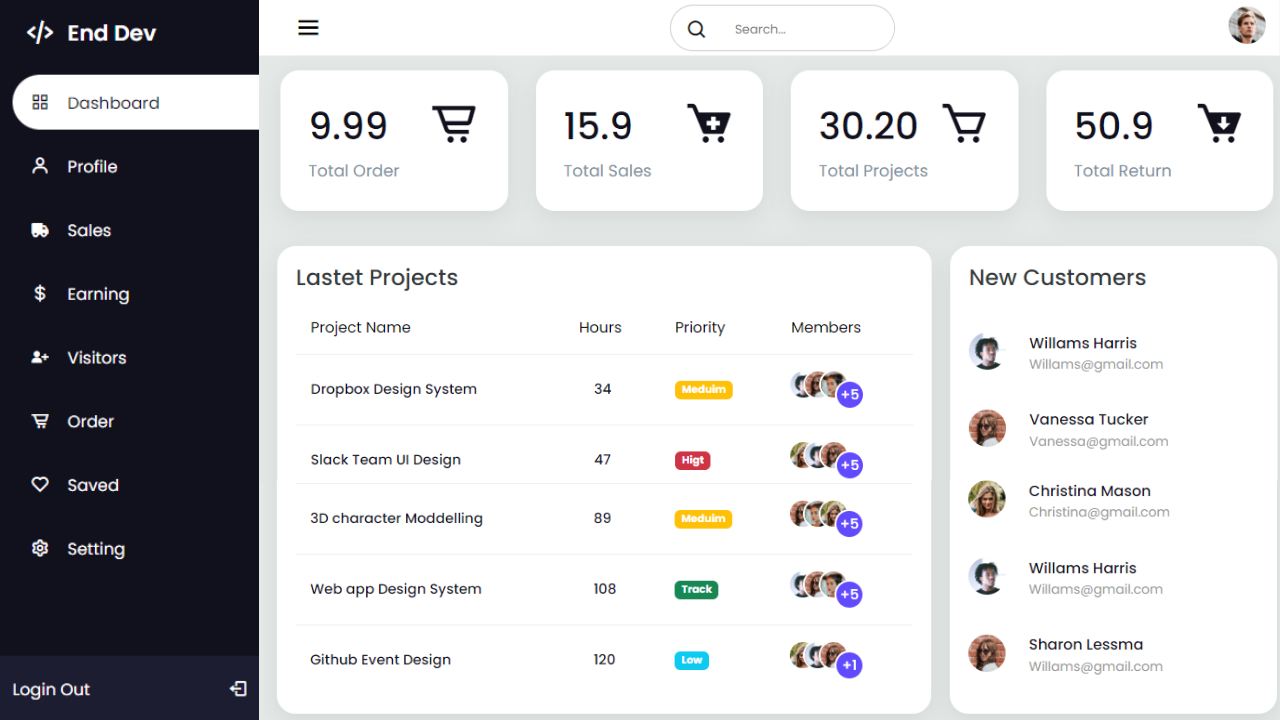 </> End Dev
Search...
Dashboard
Profile
Sales
Earning
Visitors
Order
Saved
Setting
Login Out
9.99
Total Order
15.9
Total Sales
30.20
Total Projects
50.9
Total Return
Lastet Projects
Project Name Hours Priority Members
Dropbox Design System 34 Meduim +5
Slack Team UI Design 47 Higt +5
3D character Moddelling 89 Meduim +5
Web app Design System 108 Track +5
Github Event Design 120 Low +1
New Customers
Willams Harris
Willams@gmail.com
Vanessa Tucker
Vanessa@gmail.com
Christina Mason
Christina@gmail.com
Willams Harris
Willams@gmail.com
Sharon Lessma
Willams@gmail.com